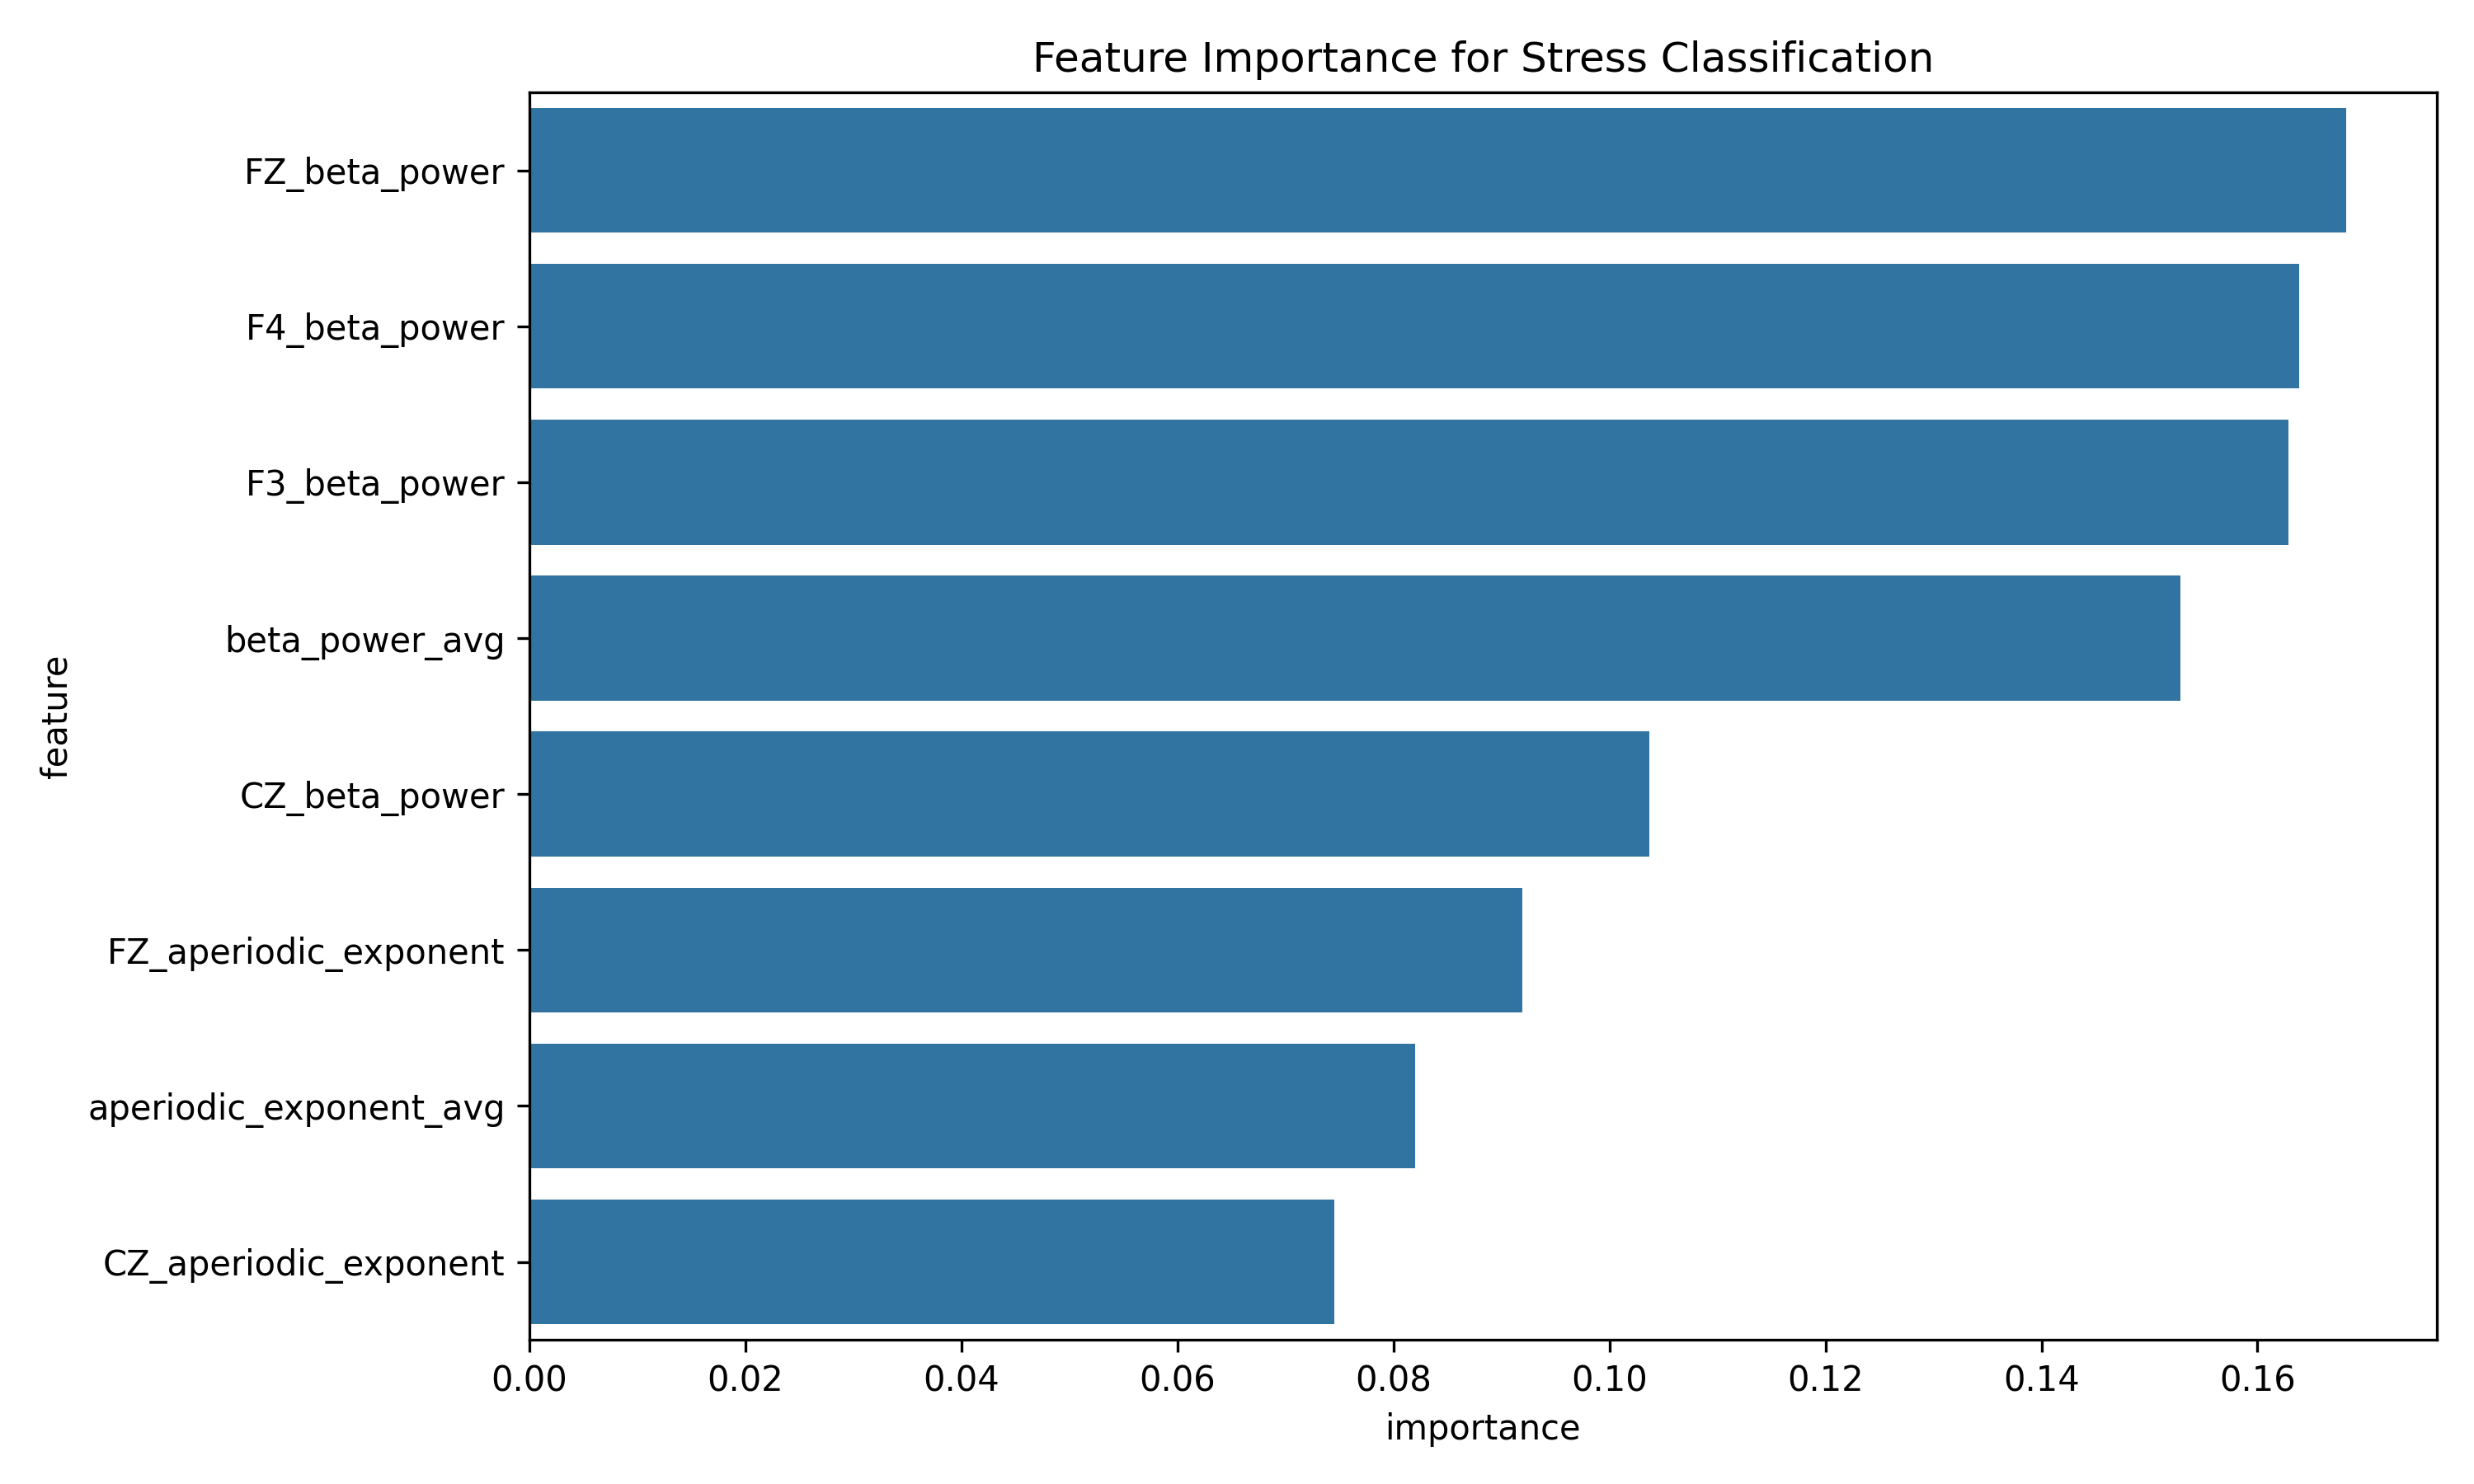 Feature Importance for Stress Classification
FZ_beta_power
F4_beta_power
F3_beta_power
beta_power_avg
CZ_beta_power
FZ_aperiodic_exponent
aperiodic_exponent_avg
CZ_aperiodic_exponent
feature
0.00 0.02 0.04 0.06 0.08 0.10 0.12 0.14 0.16
importance